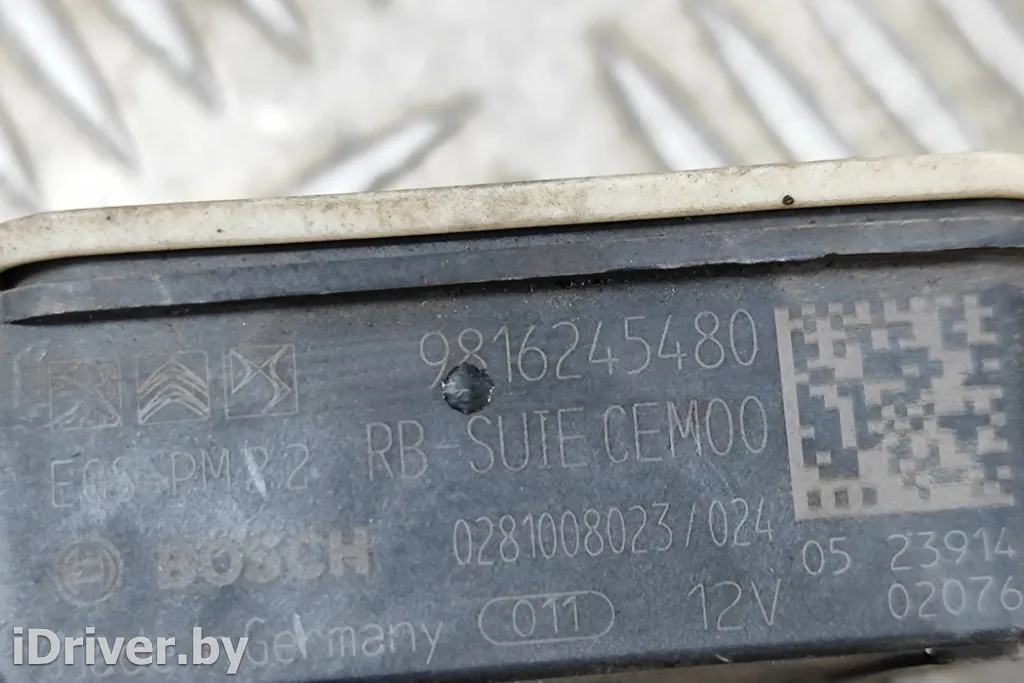 9816245480
RB-SUIE CEM00
EGS-PM 2.2
BOSCH
0281008023/024
05 23914
02076
Germany
011
12V
iDriver.by